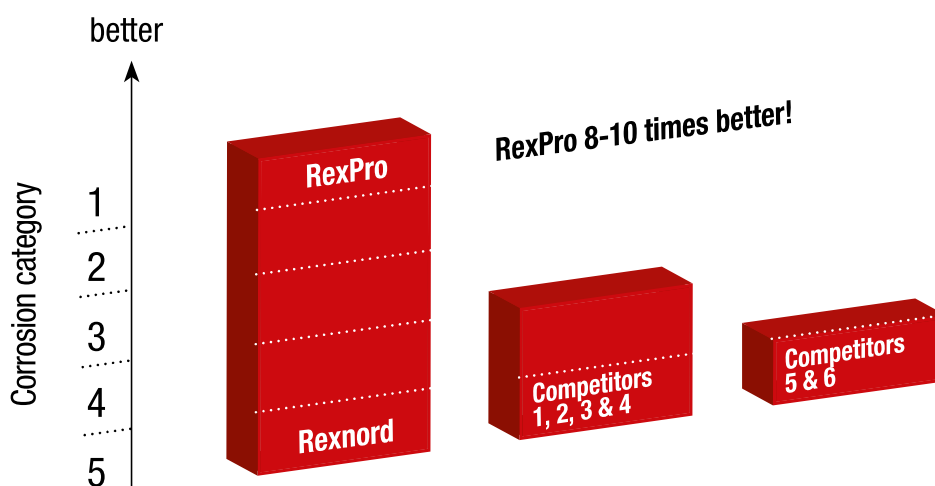 better
RexPro 8-10 times better!
RexPro
1
2
3
4
5
Corrosion category
Competitors
1, 2, 3 & 4
Competitors
5 & 6
Rexnord